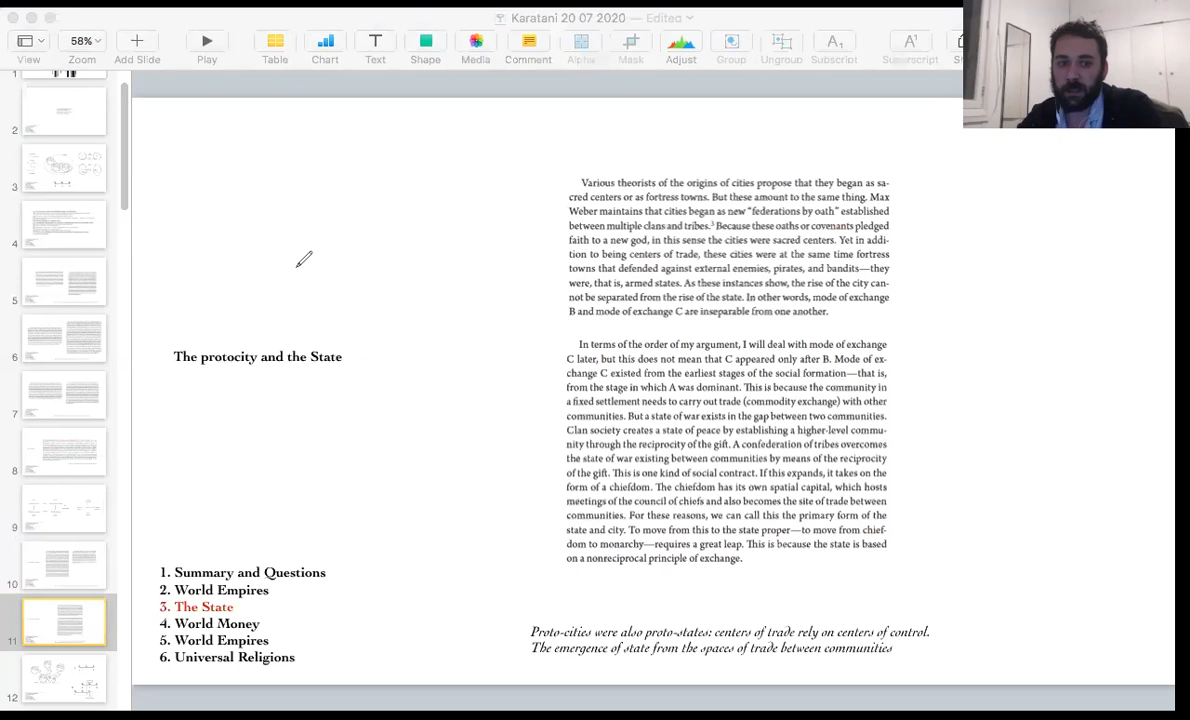 Karatani 20 07 2020 — Edited
58%
View
Zoom
Add Slide
Play
Table
Chart
Text
Shape
Media
Comment
Alpha
Mask
Adjust
Group
Ungroup
Subscript
Superscript
1
2
3
4
5
6
7
8
9
10
11
12
The protocity and the State
1. Summary and Questions
2. World Empires
3. The State
4. World Money
5. World Empires
6. Universal Religions
Various theorists of the origins of cities propose that they began as sa-
cred centers or as fortress towns. But these amount to the same thing. Max
Weber maintains that cities began as new “federations by oath” established
between multiple clans and tribes.³ Because these oaths or covenants pledged
faith to a new god, in this sense the cities were sacred centers. Yet in addi-
tion to being centers of trade, these cities were at the same time fortress
towns that defended against external enemies, pirates, and bandits—they
were, that is, armed states. As these instances show, the rise of the city can-
not be separated from the rise of the state. In other words, mode of exchange
B and mode of exchange C are inseparable from one another.
In terms of the order of my argument, I will deal with mode of exchange
C later, but this does not mean that C appeared only after B. Mode of ex-
change C existed from the earliest stages of the social formation—that is,
from the stage in which A was dominant. This is because the community in
a fixed settlement needs to carry out trade (commodity exchange) with other
communities. But a state of war exists in the gap between two communities.
Clan society creates a state of peace by establishing a higher-level commu-
nity through the reciprocity of the gift. A confederation of tribes overcomes
the state of war existing between communities by means of the reciprocity
of the gift. This is one kind of social contract. If this expands, it takes on the
form of a chiefdom. The chiefdom has its own spatial capital, which hosts
meetings of the council of chiefs and also becomes the site of trade between
communities. For these reasons, we can call this the primary form of the
state and city. To move from this to the state proper—to move from chief-
dom to monarchy—requires a great leap. This is because the state is based
on a nonreciprocal principle of exchange.
Proto-cities were also proto-states: centers of trade rely on centers of control.
The emergence of state from the spaces of trade between communities